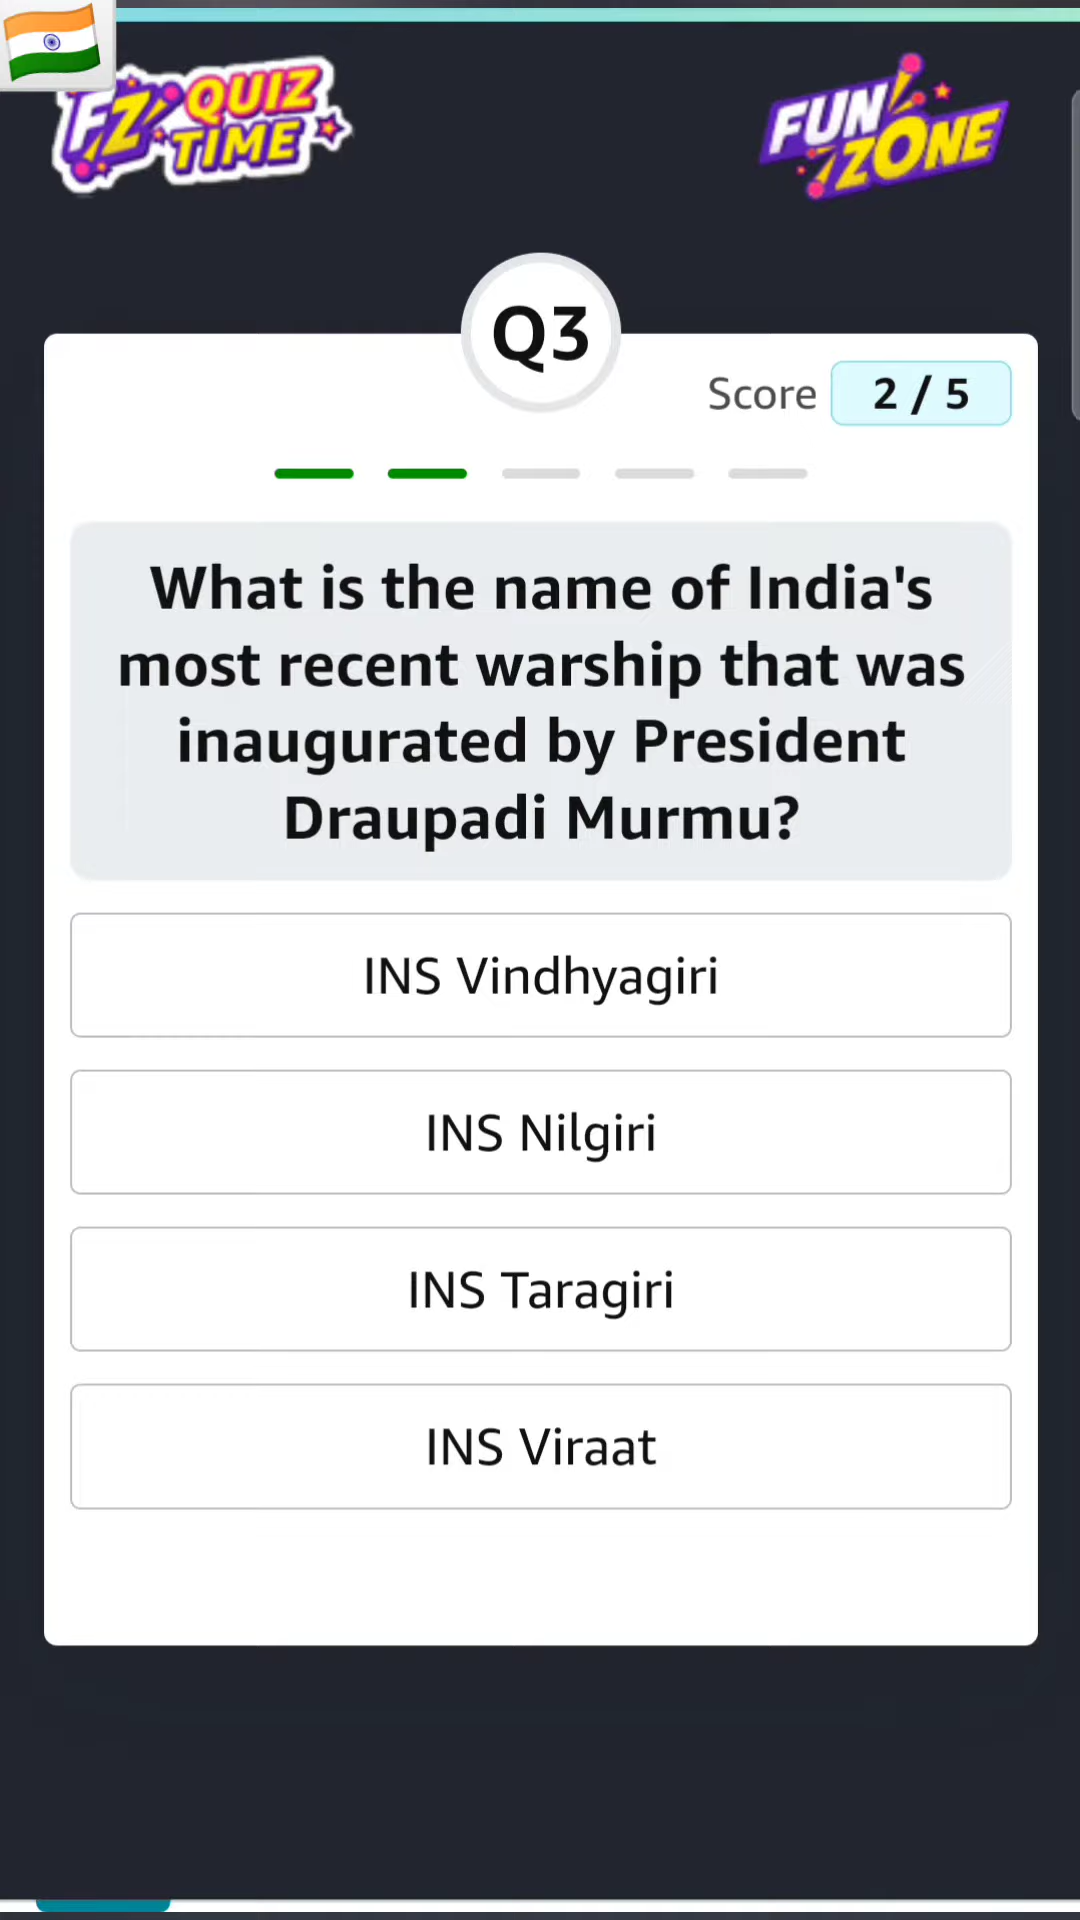 FZ QUIZ
TIME
FUN
ZONE
Q3
Score 2 / 5
What is the name of India's
most recent warship that was
inaugurated by President
Draupadi Murmu?
INS Vindhyagiri
INS Nilgiri
INS Taragiri
INS Viraat